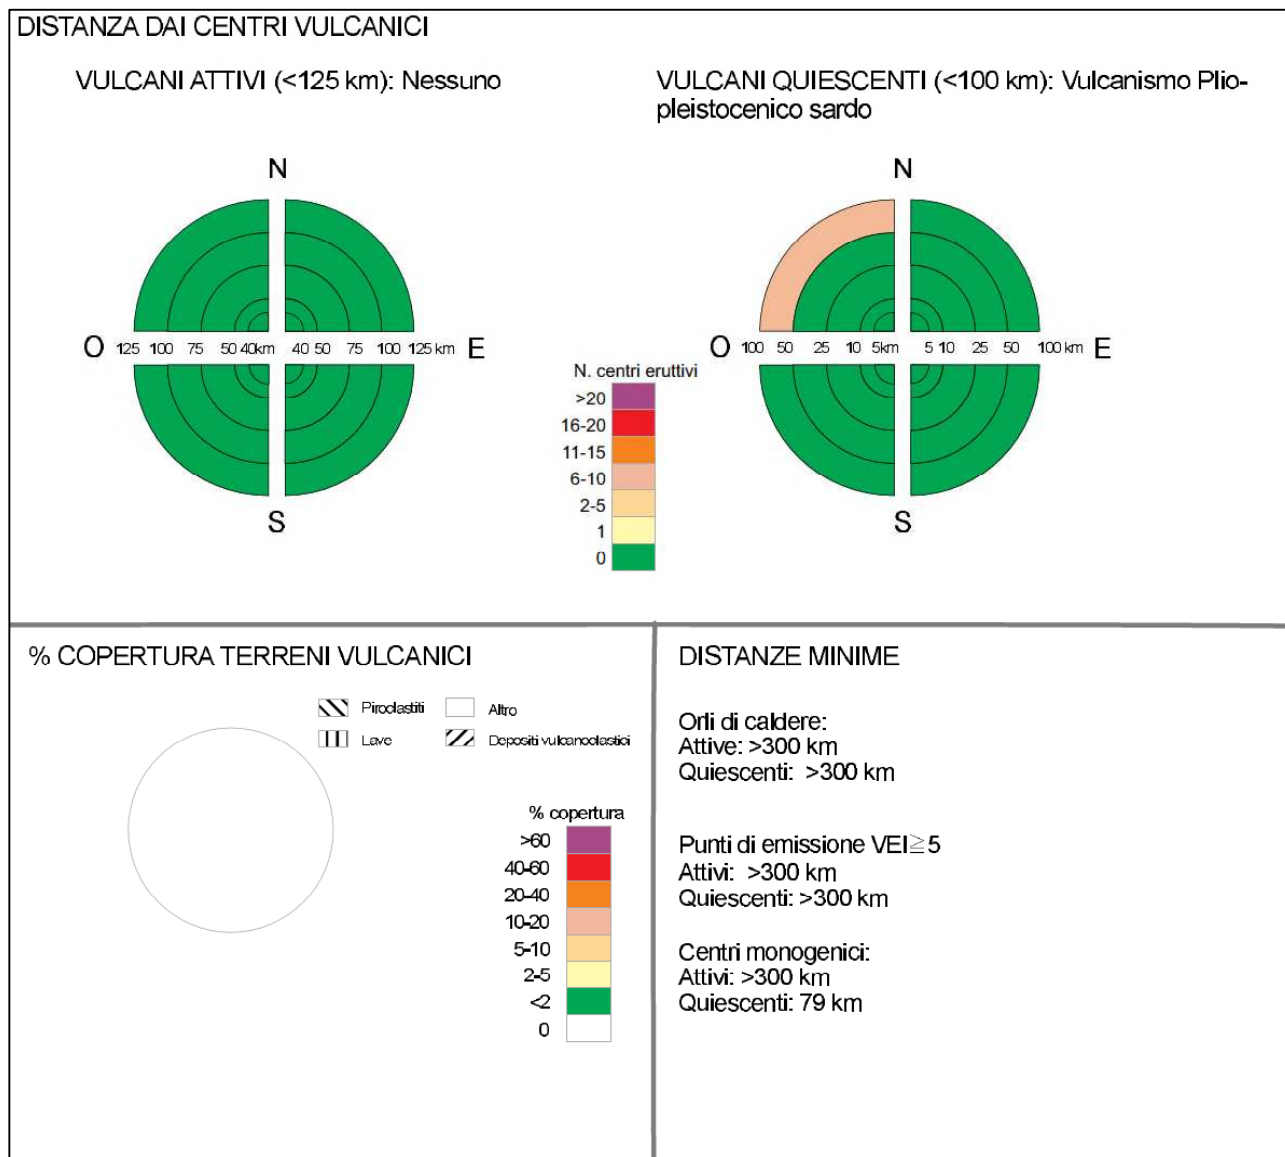 DISTANZA DAI CENTRI VULCANICI
VULCANI ATTIVI (<125 km): Nessuno
VULCANI QUIESCENTI (<100 km): Vulcanismo Plio-
pleistocenico sardo
N
O 125 100 75 50 40km 40 50 75 100 125 km E
S
N
O 100 50 25 10 5km 5 10 25 50 100 km E
S
N. centri eruttivi
>20
16-20
11-15
6-10
2-5
1
0
% COPERTURA TERRENI VULCANICI
Piroclastiti
Altro
Lave
Depositi vulcanoclastici
% copertura
>60
40-60
20-40
10-20
5-10
2-5
<2
0
DISTANZE MINIME
Orli di caldere:
Attive: >300 km
Quiescenti: >300 km
Punti di emissione VEI≧5
Attivi: >300 km
Quiescenti: >300 km
Centri monogenici:
Attivi: >300 km
Quiescenti: 79 km